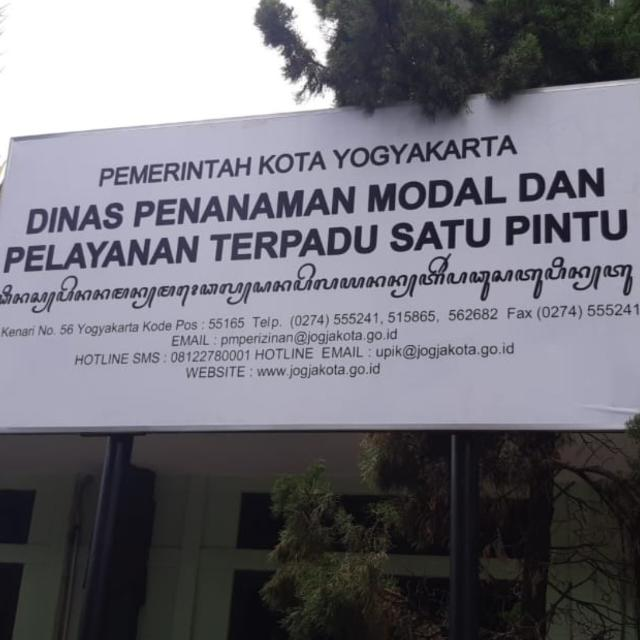 PEMERINTAH KOTA YOGYAKARTA
DINAS PENANAMAN MODAL DAN
PELAYANAN TERPADU SATU PINTU
Kenari No. 56 Yogyakarta Kode Pos : 55165 Telp. (0274) 555241, 515865, 562682 Fax (0274) 555241
EMAIL : pmperizinan@jogjakota.go.id
HOTLINE SMS : 08122780001 HOTLINE EMAIL : upik@jogjakota.go.id
WEBSITE : www.jogjakota.go.id